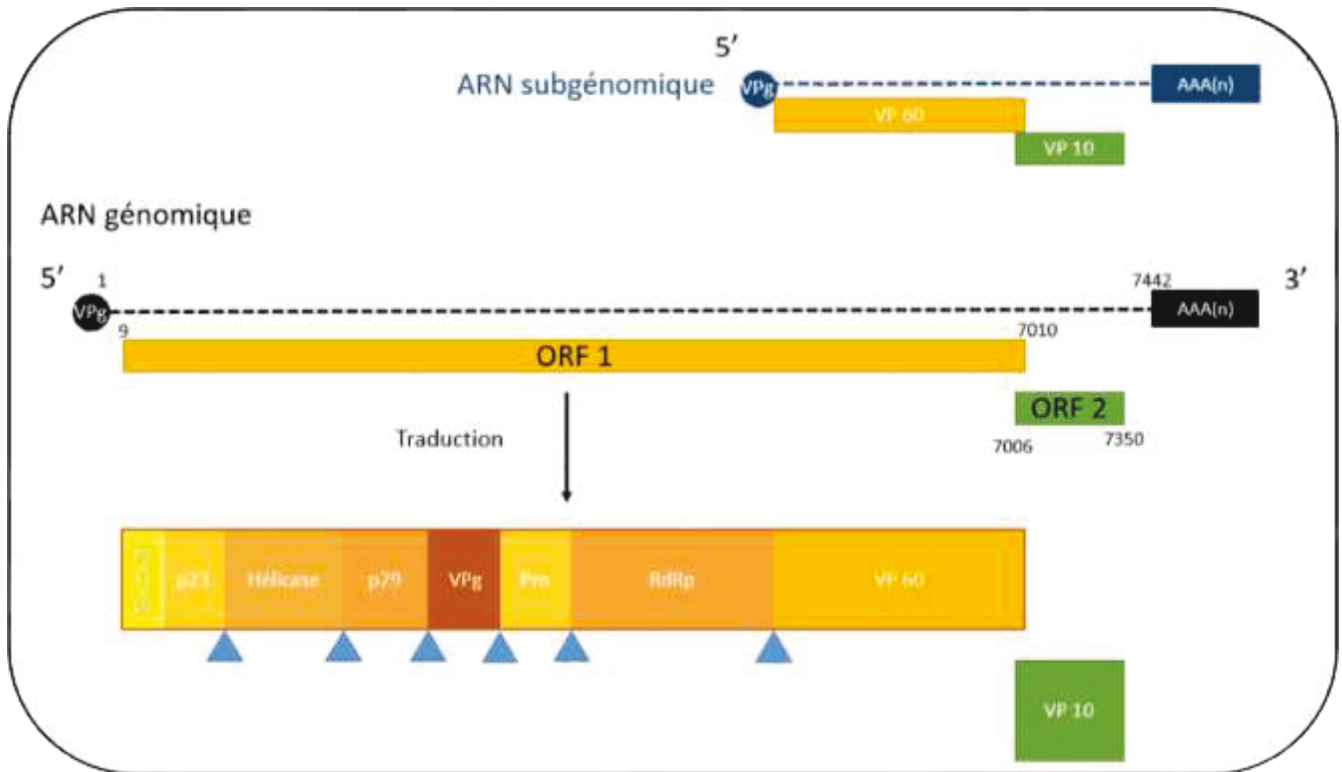 5'
ARN subgénomique
VPg
AAA(n)
VP 60
VP 10
ARN génomique
5'
1
7442
3'
VPg
AAA(n)
9
7010
ORF 1
ORF 2
Traduction
7006
7350
p23
Hélicase
p29
VPg
Pro
RdRp
VP 60
VP 10